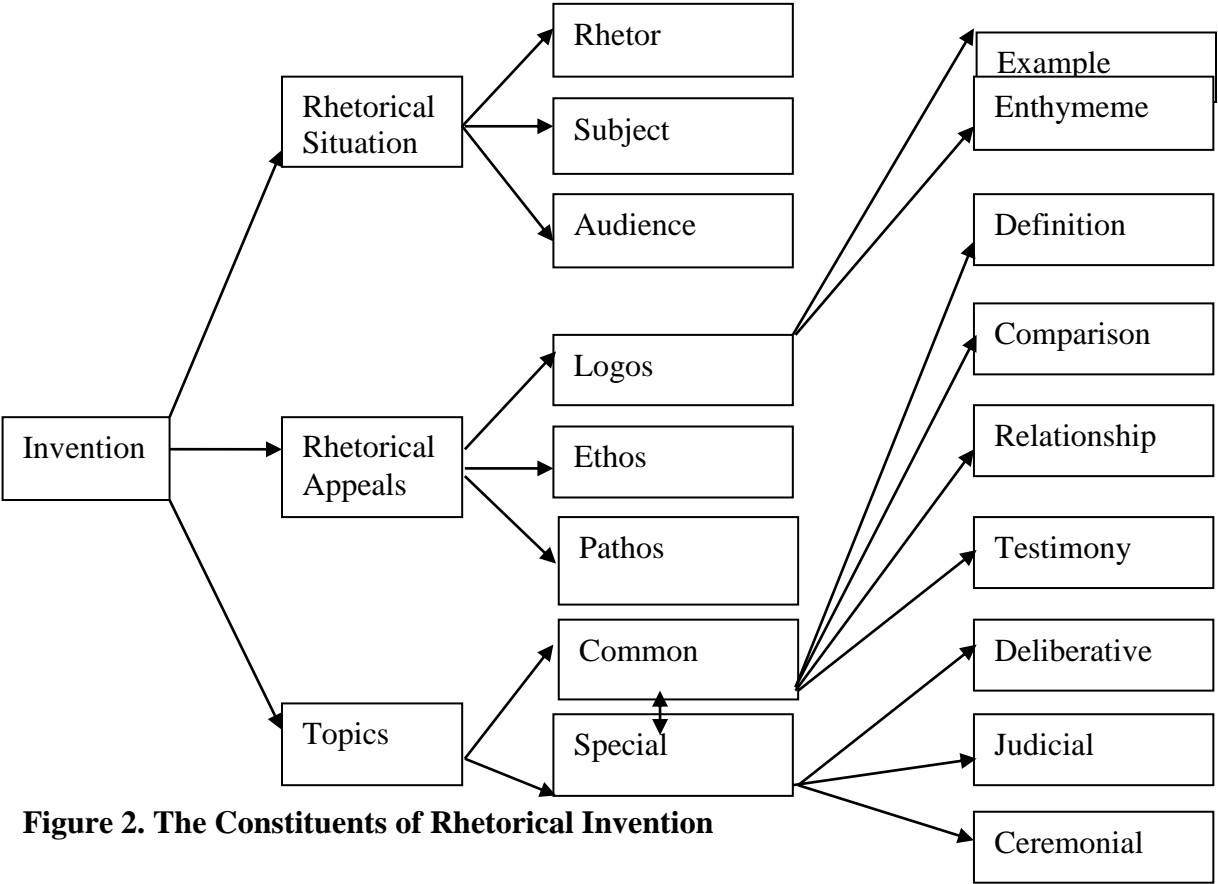 Rhetor
Example
Rhetorical
Situation
Enthymeme
Subject
Audience
Definition
Logos
Comparison
Invention
Rhetorical
Appeals
Ethos
Relationship
Pathos
Testimony
Common
Deliberative
Topics
Special
Judicial
Figure 2. The Constituents of Rhetorical Invention
Ceremonial